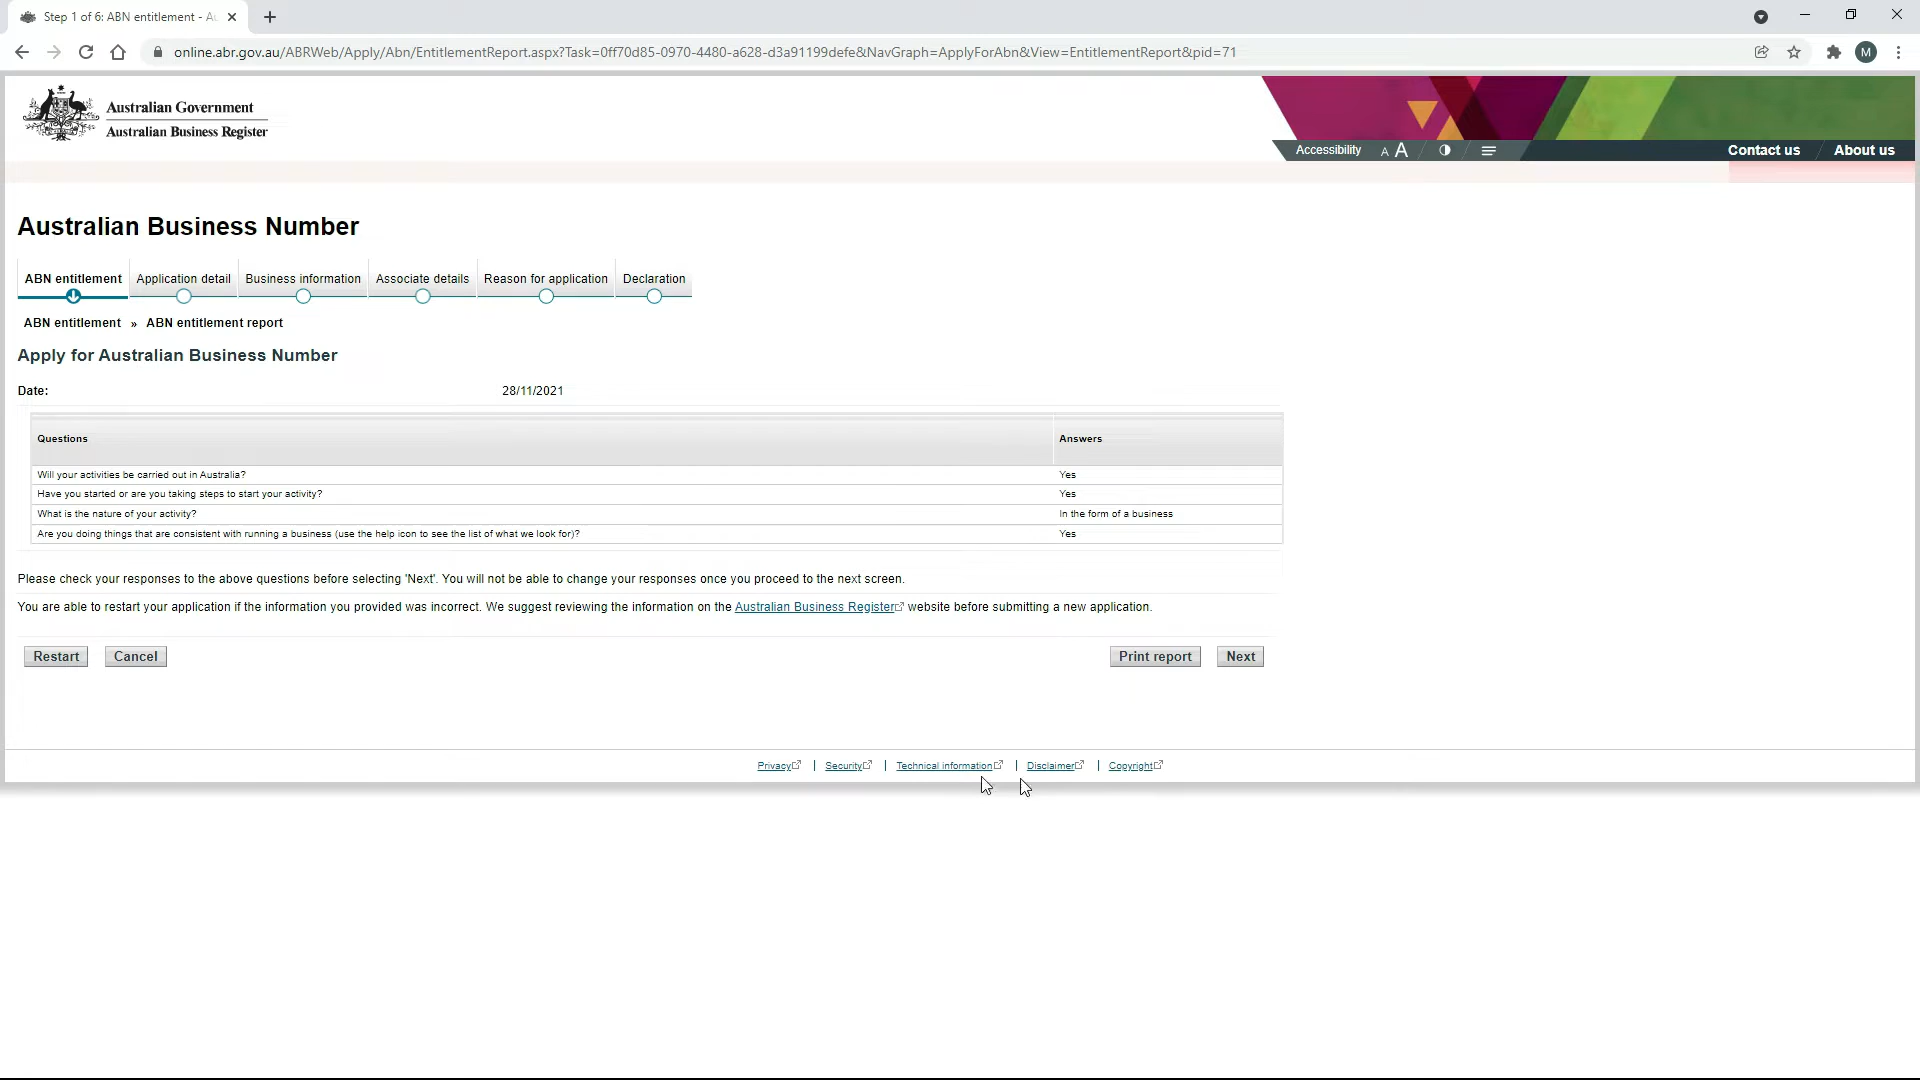 Step 1 of 6: ABN entitlement - Au
online.abr.gov.au/ABRWeb/Apply/Abn/EntitlementReport.aspx?Task=0ff70d85-0970-4480-a628-d3a91199defe&NavGraph=ApplyForAbn&View=EntitlementReport&pid=71
M
Australian Government
Australian Business Register
Accessibility A A
Contact us About us
Australian Business Number
ABN entitlement Application detail Business information Associate details Reason for application Declaration
ABN entitlement » ABN entitlement report
Apply for Australian Business Number
Date: 28/11/2021
Questions Answers
Will your activities be carried out in Australia? Yes
Have you started or are you taking steps to start your activity? Yes
What is the nature of your activity? In the form of a business
Are you doing things that are consistent with running a business (use the help icon to see the list of what we look for)? Yes
Please check your responses to the above questions before selecting 'Next'. You will not be able to change your responses once you proceed to the next screen.
You are able to restart your application if the information you provided was incorrect. We suggest reviewing the information on the Australian Business Register website before submitting a new application.
Restart Cancel Print report Next
Privacy | Security | Technical information | Disclaimer | Copyright